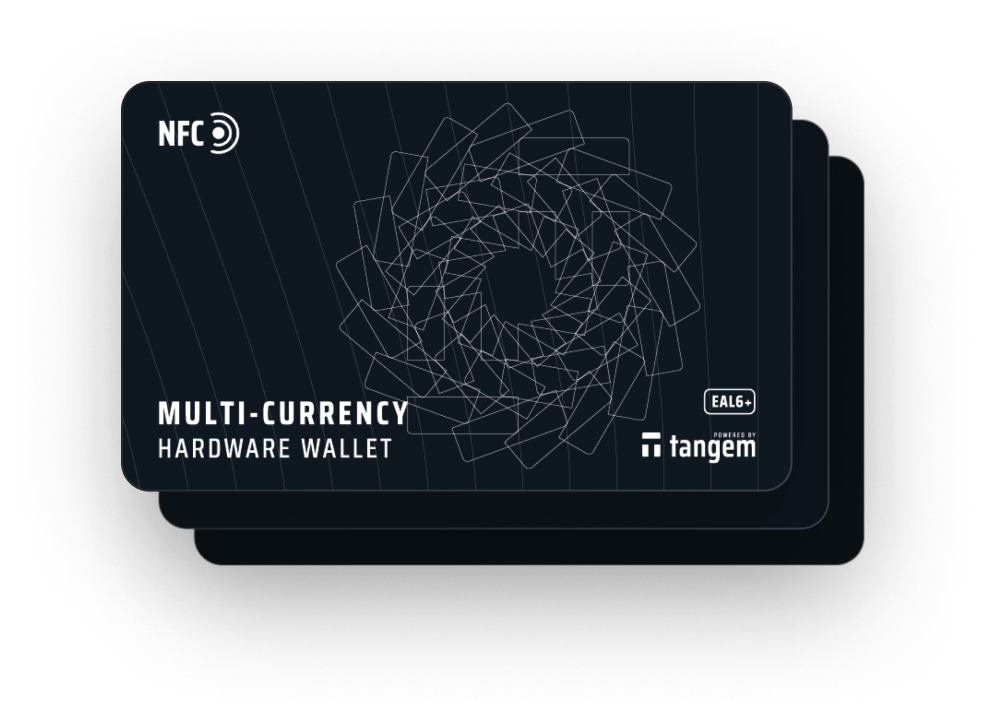 NFC
MULTI-CURRENCY
HARDWARE WALLET
EAL6+
POWERED BY
tangem